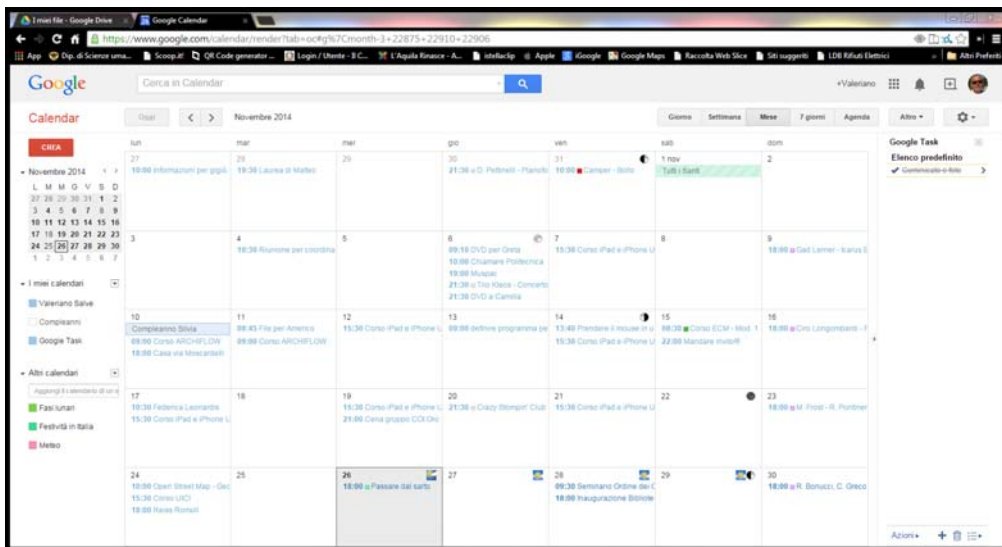 I miei file - Google Drive
Google Calendar
https://www.google.com/calendar/render?tab=oc#g%7Cmonth-3+22875+22910+22906
App
Dip. di Scienze uma...
Scoop.it!
QR Code generator ...
Login / Utente - Il C...
L'Aquila Rinasce - A...
istellaclip
Apple
iGoogle
Google Maps
Raccolta Web Slice
Siti suggeriti
LDB Rifiuti Elettrici
Altri Preferiti
Google
Cerca in Calendar
+Valeriano
Calendar
Oggi
Novembre 2014
Giorno
Settimana
Mese
7 giorni
Agenda
Altro
CREA
Novembre 2014
L M M G V S D
27 28 29 30 31 1 2
3 4 5 6 7 8 9
10 11 12 13 14 15 16
17 18 19 20 21 22 23
24 25 26 27 28 29 30
1 2 3 4 5 6 7
I miei calendari
Valeriano Salve
Compleanni
Google Task
Altri calendari
Fasi lunari
Festività in Italia
Meteo
lun mar mer gio ven sab dom
27 28 29 30 31 1 nov 2
10:00 Informazioni per
19:30 Laurea di Matteo
21:30
10:00 Camper - Bollo
Tutti i Santi
3 4 5 6 7 8 9
10:30 Riunione per coordina
09:15 DVD per Greta
10:00 Chiamare Politecnica
19:00 Muspac
21:30 Trio Kleos - Concerto
21:30 DVD a Camilla
15:30 Corso iPad e iPhone U
18:00 Gail Lerner - Icarus
10 11 12 13 14 15 16
Compleanno Silvia
09:00 Corso ARCHIFLOW
18:00 Casa via Moscardelli
08:45 File per Americo
09:00 Corso ARCHIFLOW
15:30 Corso iPad e iPhone U
09:00 definire programma pe
13:40 Prendere il mouse in u
15:30 Corso iPad e iPhone U
08:30 Corso ECM - Mod. 1
22:00 Mandare inviti!!!
18:00 Ciro Longombardi -
17 18 19 20 21 22 23
10:30 Federica Leonardis
15:30 Corso iPad e iPhone U
15:30 Corso iPad e iPhone U
21:00 Cena gruppo
21:30 Crazy Stompin' Club
15:30 Corso iPad e iPhone U
18:00 M. Frost - R.
24 25 26 27 28 29 30
10:00 Open Street Map - Geo
15:30 Corso UICI
18:00
18:00 Passare dal sarto
09:30 Seminario Ordine dei
18:00 Inaugurazione Bibliote
18:00 R. Bonucci, C. Greco
Google Task
Elenco predefinito
Comunicato e foto
Azioni